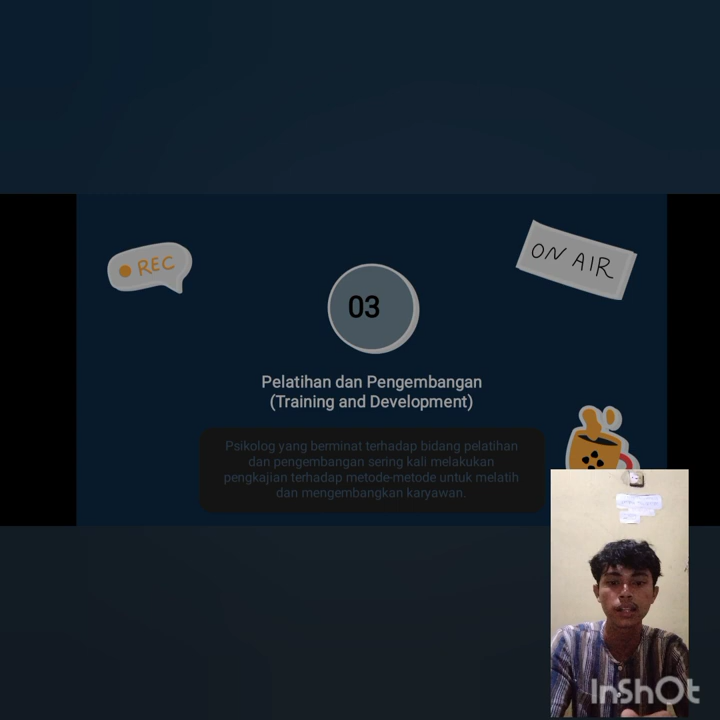 REC
ON AIR
03
Pelatihan dan Pengembangan
(Training and Development)
Psikolog yang berminat terhadap bidang pelatihan
dan pengembangan sering kali melakukan
pengkajian terhadap metode-metode untuk melatih
dan mengembangkan karyawan.
InShOt